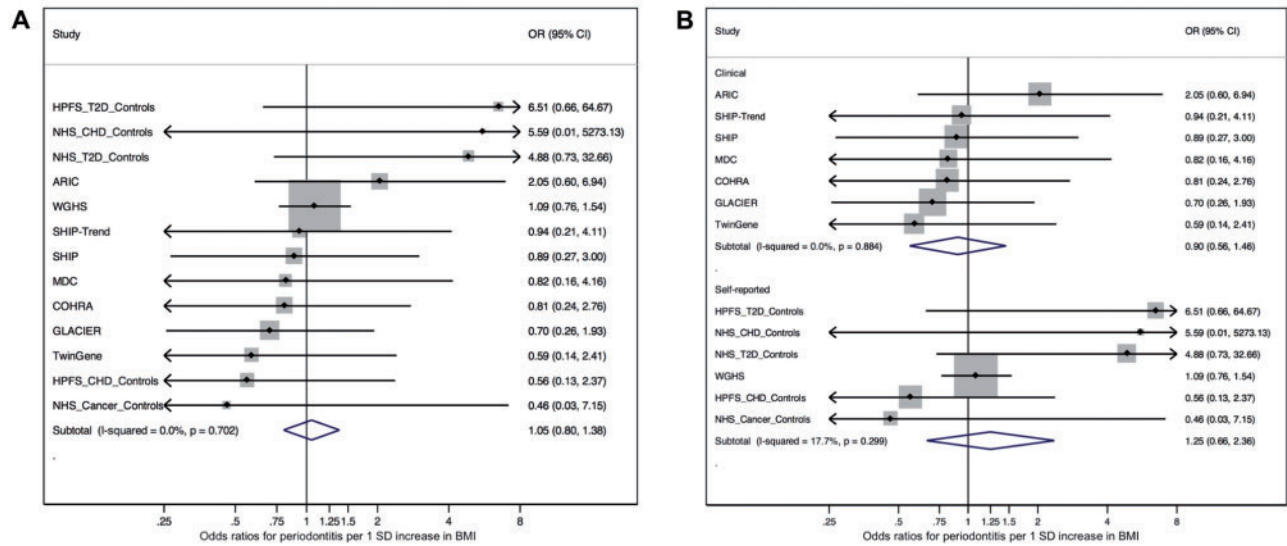 A
Study OR (95% CI)
HPFS_T2D_Controls 6.51 (0.66, 64.67)
NHS_CHD_Controls 5.59 (0.01, 5273.13)
NHS_T2D_Controls 4.88 (0.73, 32.66)
ARIC 2.05 (0.60, 6.94)
WGHS 1.09 (0.76, 1.54)
SHIP-Trend 0.94 (0.21, 4.11)
SHIP 0.89 (0.27, 3.00)
MDC 0.82 (0.16, 4.16)
COHRA 0.81 (0.24, 2.76)
GLACIER 0.70 (0.26, 1.93)
TwinGene 0.59 (0.14, 2.41)
HPFS_CHD_Controls 0.56 (0.13, 2.37)
NHS_Cancer_Controls 0.46 (0.03, 7.15)
Subtotal (I-squared = 0.0%, p = 0.702) 1.05 (0.80, 1.38)
.
.25 .5 .75 1 1.25 1.5 2 4 8
Odds ratios for periodontitis per 1 SD increase in BMI
B
Study OR (95% CI)
Clinical
ARIC 2.05 (0.60, 6.94)
SHIP-Trend 0.94 (0.21, 4.11)
SHIP 0.89 (0.27, 3.00)
MDC 0.82 (0.16, 4.16)
COHRA 0.81 (0.24, 2.76)
GLACIER 0.70 (0.26, 1.93)
TwinGene 0.59 (0.14, 2.41)
Subtotal (I-squared = 0.0%, p = 0.884) 0.90 (0.56, 1.46)
.
Self-reported
HPFS_T2D_Controls 6.51 (0.66, 64.67)
NHS_CHD_Controls 5.59 (0.01, 5273.13)
NHS_T2D_Controls 4.88 (0.73, 32.66)
WGHS 1.09 (0.76, 1.54)
HPFS_CHD_Controls 0.56 (0.13, 2.37)
NHS_Cancer_Controls 0.46 (0.03, 7.15)
Subtotal (I-squared = 17.7%, p = 0.299) 1.25 (0.66, 2.36)
.
.25 .5 .75 1 1.25 1.5 2 4 8
Odds ratios for periodontitis per 1 SD increase in BMI